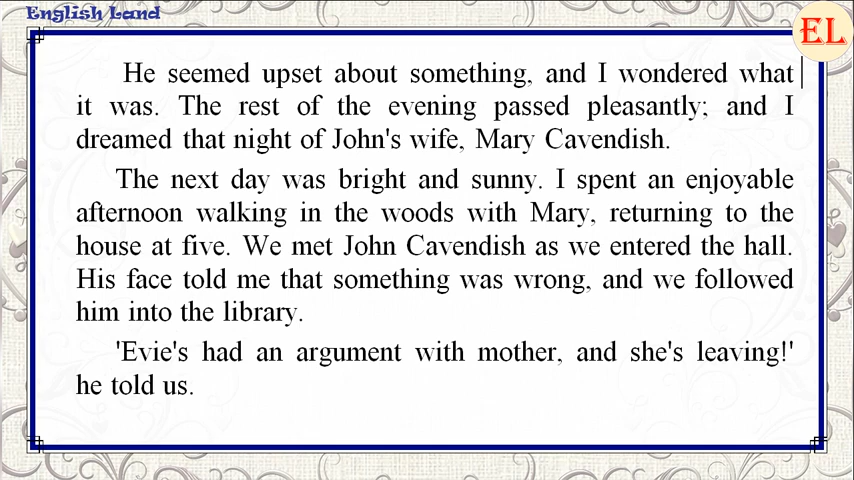 English Land
EL
He seemed upset about something, and I wondered what
it was. The rest of the evening passed pleasantly; and I
dreamed that night of John's wife, Mary Cavendish.
The next day was bright and sunny. I spent an enjoyable
afternoon walking in the woods with Mary, returning to the
house at five. We met John Cavendish as we entered the hall.
His face told me that something was wrong, and we followed
him into the library.
'Evie's had an argument with mother, and she's leaving!'
he told us.